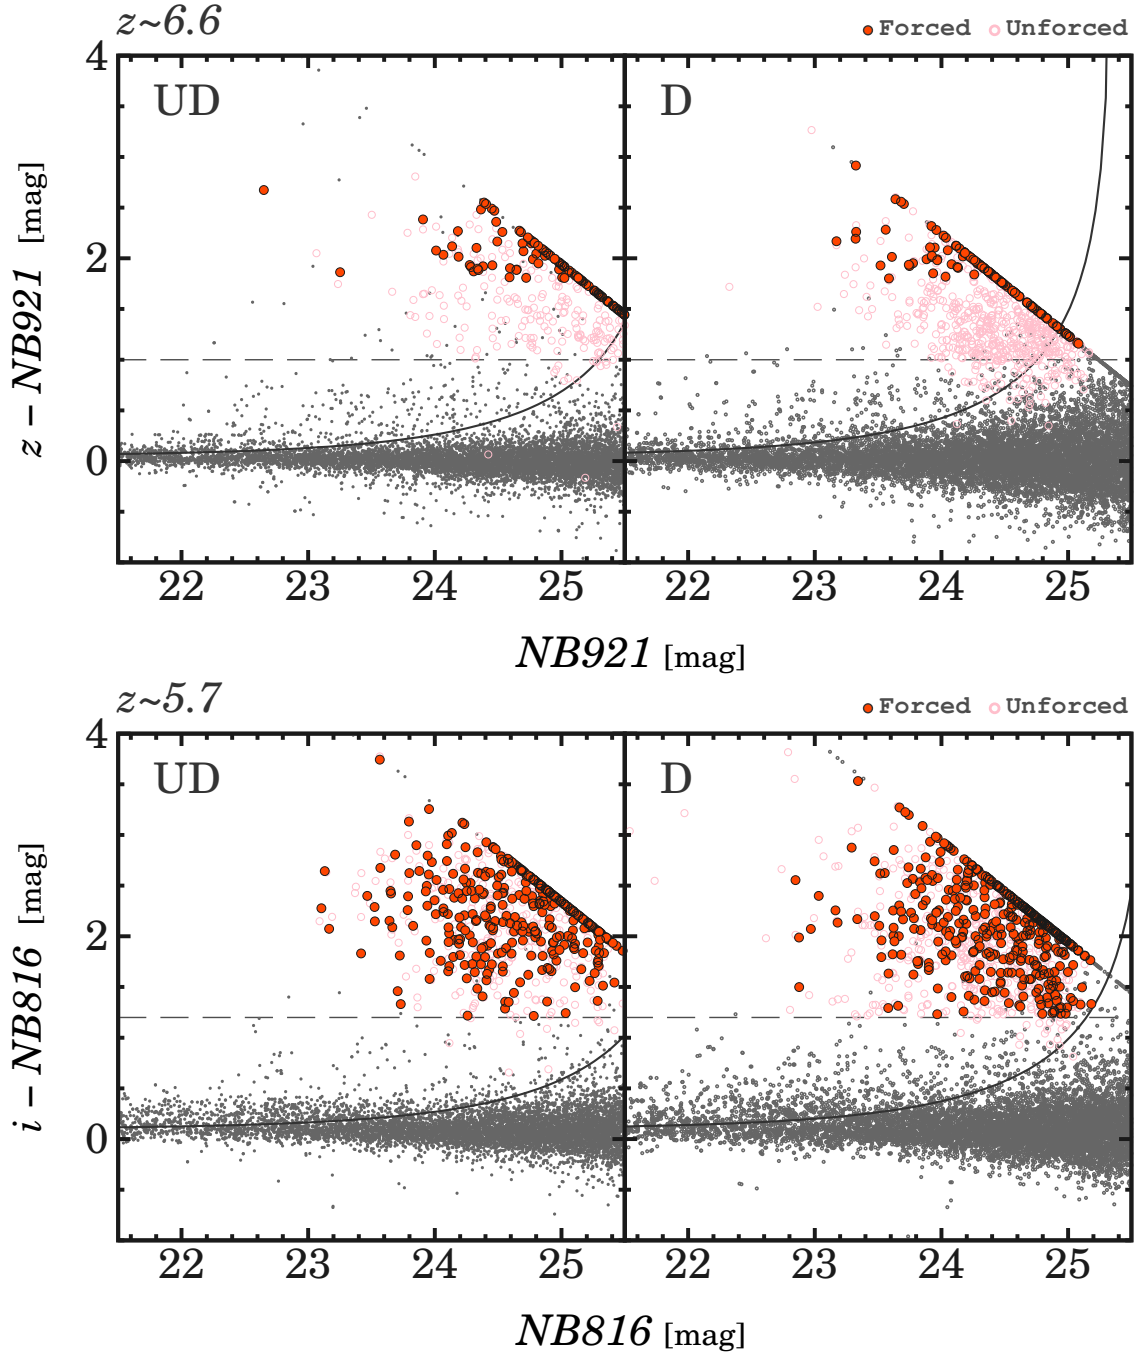 z~6.6
Forced Unforced
UD D
4
2
0
z − NB921 [mag]
22 23 24 25 22 23 24 25
NB921 [mag]
z~5.7
Forced Unforced
UD D
4
2
0
i − NB816 [mag]
22 23 24 25 22 23 24 25
NB816 [mag]